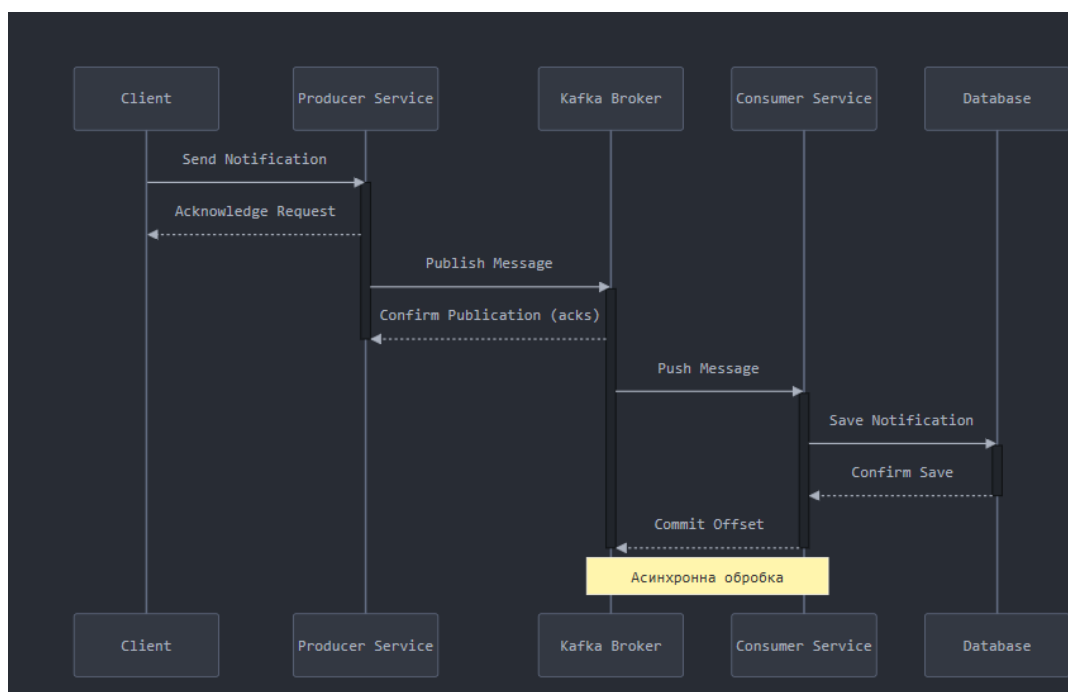 Client
Producer Service
Kafka Broker
Consumer Service
Database
Send Notification
Acknowledge Request
Publish Message
Confirm Publication (acks)
Push Message
Save Notification
Confirm Save
Commit Offset
Асинхронна обробка
Client
Producer Service
Kafka Broker
Consumer Service
Database